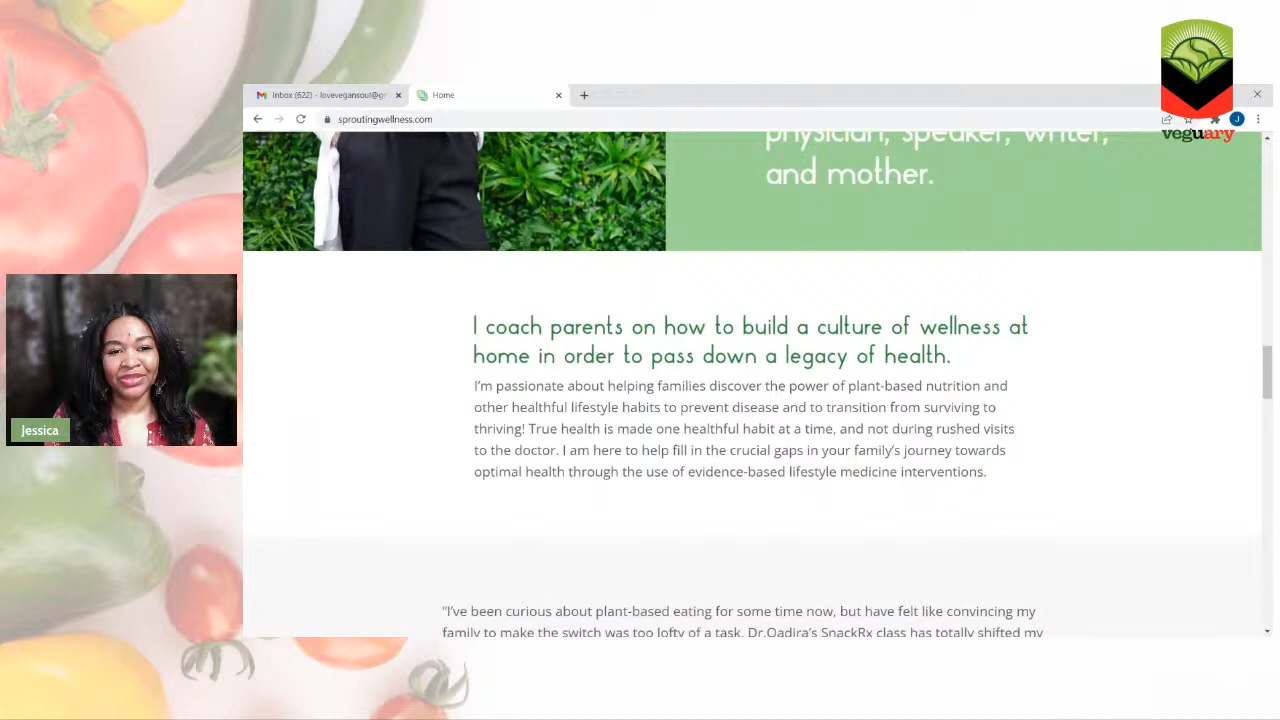 veguary
Inbox (622) - lovevegansoul@g
Home
sproutingwellness.com
J
physician, speaker, writer,
and mother.
I coach parents on how to build a culture of wellness at
home in order to pass down a legacy of health.
I'm passionate about helping families discover the power of plant-based nutrition and
other healthful lifestyle habits to prevent disease and to transition from surviving to
thriving! True health is made one healthful habit at a time, and not during rushed visits
to the doctor. I am here to help fill in the crucial gaps in your family's journey towards
optimal health through the use of evidence-based lifestyle medicine interventions.
Jessica
"I've been curious about plant-based eating for some time now, but have felt like convincing my
family to make the switch was too lofty of a task. Dr.Qadira's SnackRx class has totally shifted my